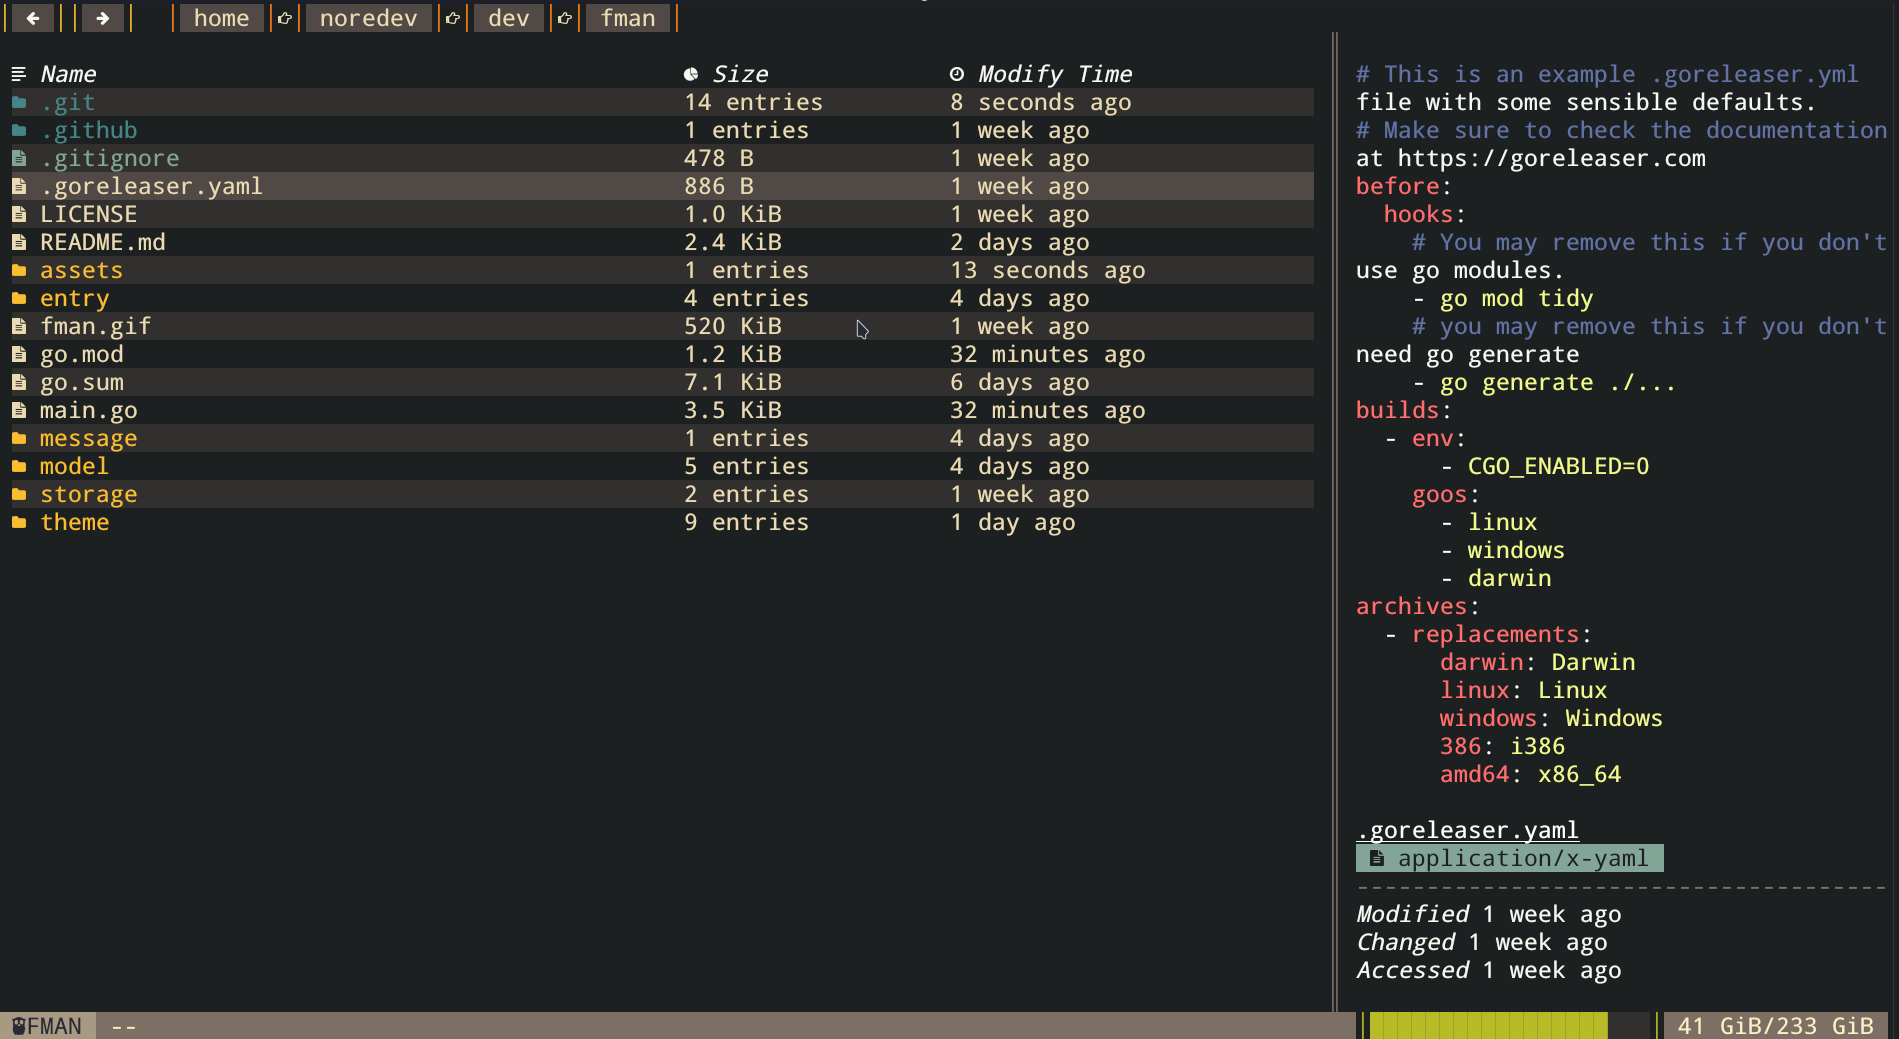 home noredev dev fman
Name Size Modify Time
.git 14 entries 8 seconds ago
.github 1 entries 1 week ago
.gitignore 478 B 1 week ago
.goreleaser.yaml 886 B 1 week ago
LICENSE 1.0 KiB 1 week ago
README.md 2.4 KiB 2 days ago
assets 1 entries 13 seconds ago
entry 4 entries 4 days ago
fman.gif 520 KiB 1 week ago
go.mod 1.2 KiB 32 minutes ago
go.sum 7.1 KiB 6 days ago
main.go 3.5 KiB 32 minutes ago
message 1 entries 4 days ago
model 5 entries 4 days ago
storage 2 entries 1 week ago
theme 9 entries 1 day ago
# This is an example .goreleaser.yml
file with some sensible defaults.
# Make sure to check the documentation
at https://goreleaser.com
before:
  hooks:
    # You may remove this if you don't
use go modules.
    - go mod tidy
    # you may remove this if you don't
need go generate
    - go generate ./...
builds:
  - env:
      - CGO_ENABLED=0
    goos:
      - linux
      - windows
      - darwin
archives:
  - replacements:
      darwin: Darwin
      linux: Linux
      windows: Windows
      386: i386
      amd64: x86_64
.goreleaser.yaml
application/x-yaml
--------------------------------------
Modified 1 week ago
Changed 1 week ago
Accessed 1 week ago
FMAN -- 41 GiB/233 GiB